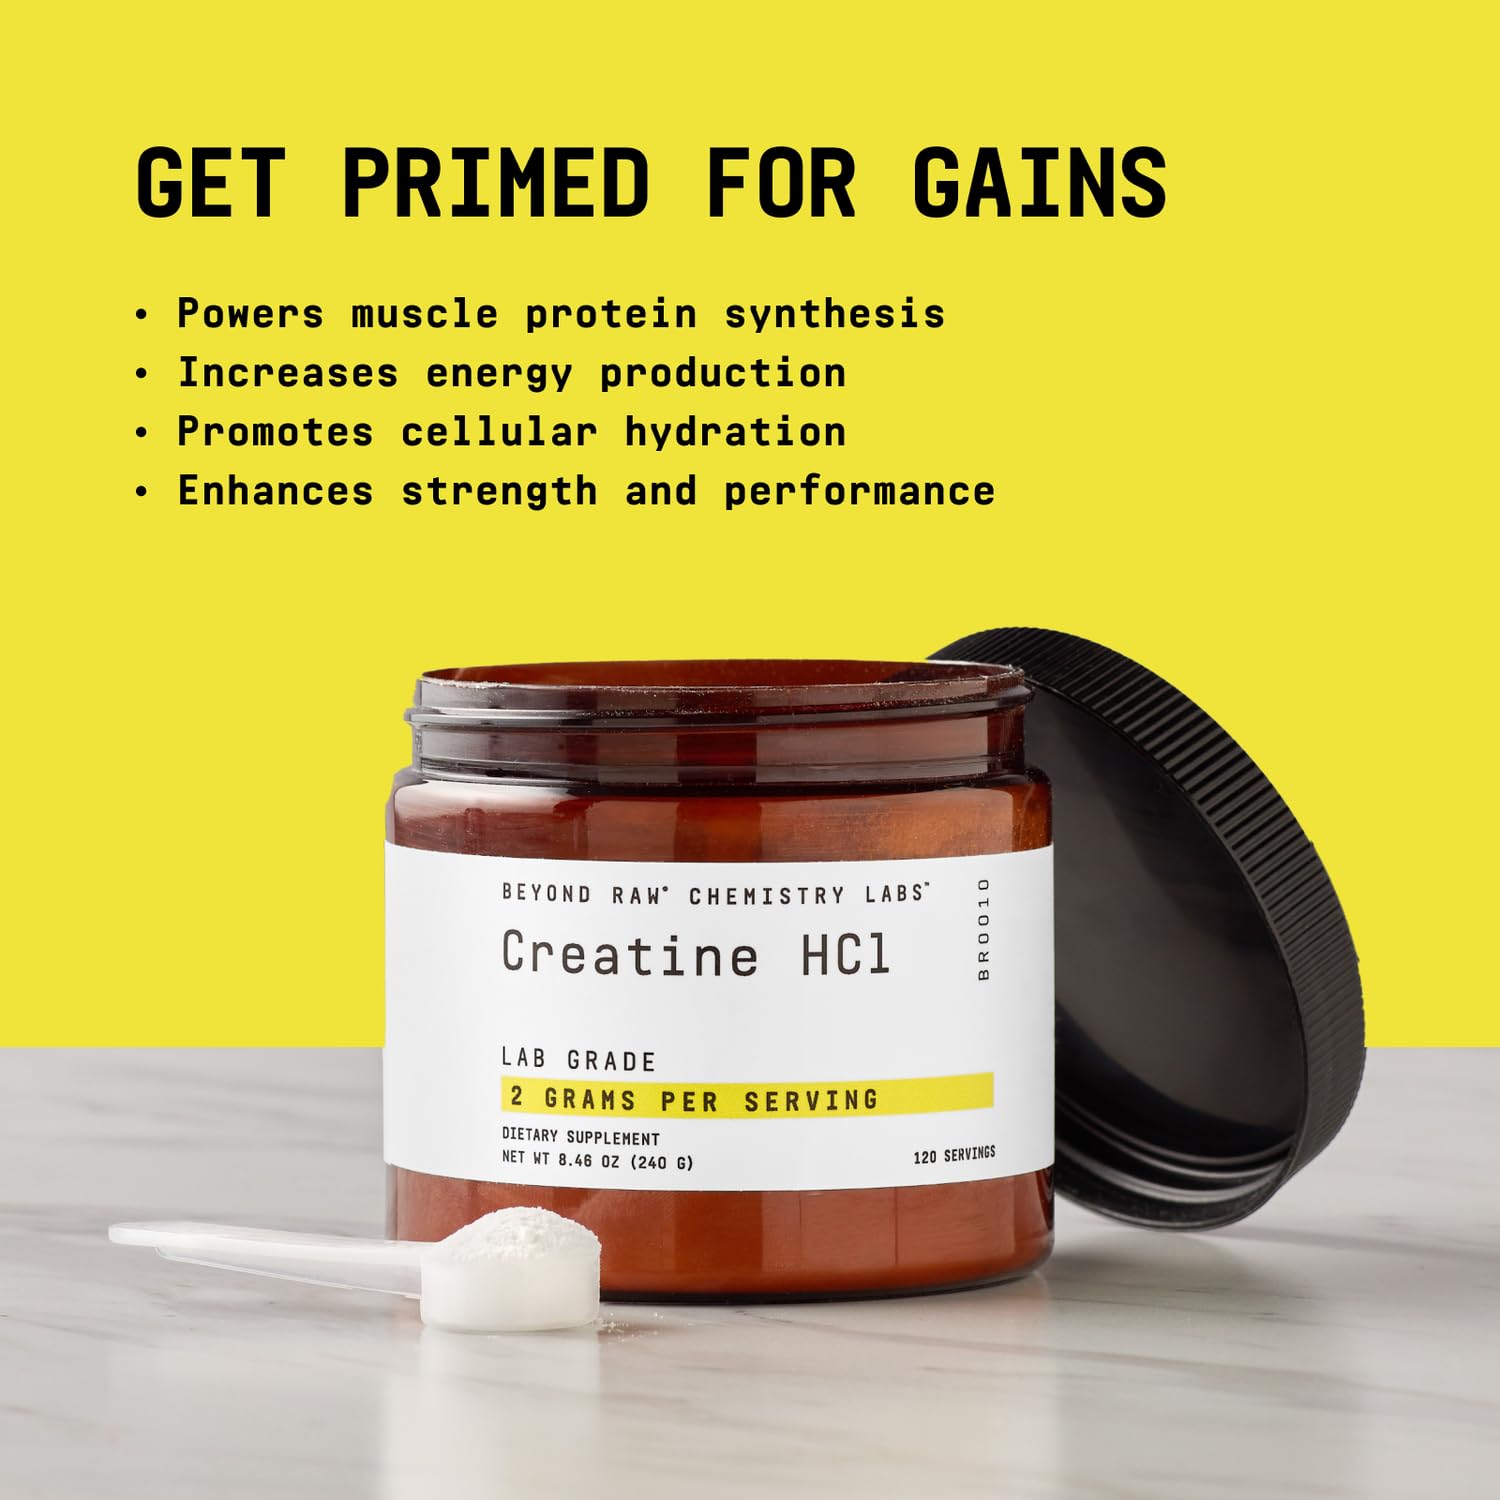 GET PRIMED FOR GAINS
• Powers muscle protein synthesis
• Increases energy production
• Promotes cellular hydration
• Enhances strength and performance
BEYOND RAW® CHEMISTRY LABS™
BR0010
Creatine HCl
LAB GRADE
2 GRAMS PER SERVING
DIETARY SUPPLEMENT
NET WT 8.46 OZ (240 G)
120 SERVINGS